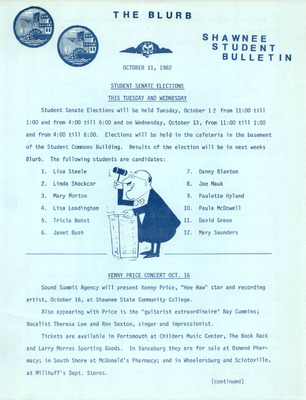 THE BLURB
SHAWNEE
STUDENT
BULLETIN
OCTOBER 11, 1982
STUDENT SENATE ELECTIONS
THIS TUESDAY AND WEDNESDAY
Student Senate Elections will be held Tuesday, October 12 from 11:00 till
1:00 and from 4:00 till 6:00 and on Wednesday, October 13, from 11:00 till 1:00
and from 4:00 till 6:00. Elections will be held in the cafeteria in the basement
of the Student Commons Building. Results of the election will be in next weeks
Blurb. The following students are candidates:
1. Lisa Steele
2. Linda Shockcor
3. Mary Morton
4. Lisa Leadingham
5. Tricia Bobst
6. Janet Bush
7. Danny Blanton
8. Joe Mauk
9. Paulette Hyland
10. Paula McDowell
11. David Green
12. Mery Saunders
KENNY PRICE CONCERT OCT. 16
Sound Summit Agency will present Kenny Price, "Hee Haw" star and recording
artist, October 16, at Shawnee State Community College.
Also appearing with Price is the "guitarist extraordinaire" Ray Cummins;
Vocalist Theresa Lee and Ron Sexton, singer and impressionist.
Tickets are available in Portsmouth at Childers Music Center, The Book Rack
and Larry Morros Sporting Goods. In Vanceburg they are for sale at Osmond Phar-
macy; in South Shore at McDonald's Pharmacy; and in Wheelersburg and Sciotoville,
at Millhuff's Dept. Stores.
(continued)